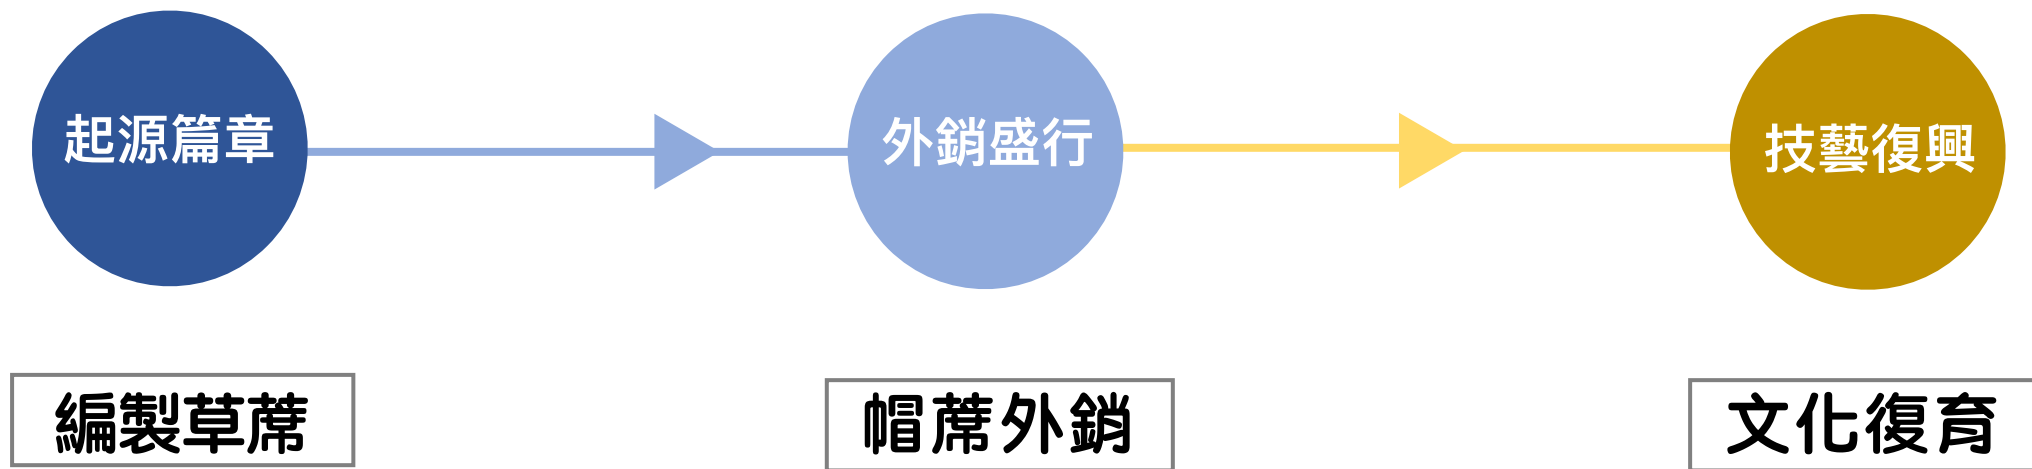 起源篇章
外銷盛行
技藝復興
編製草蓆
帽蓆外銷
文化復育